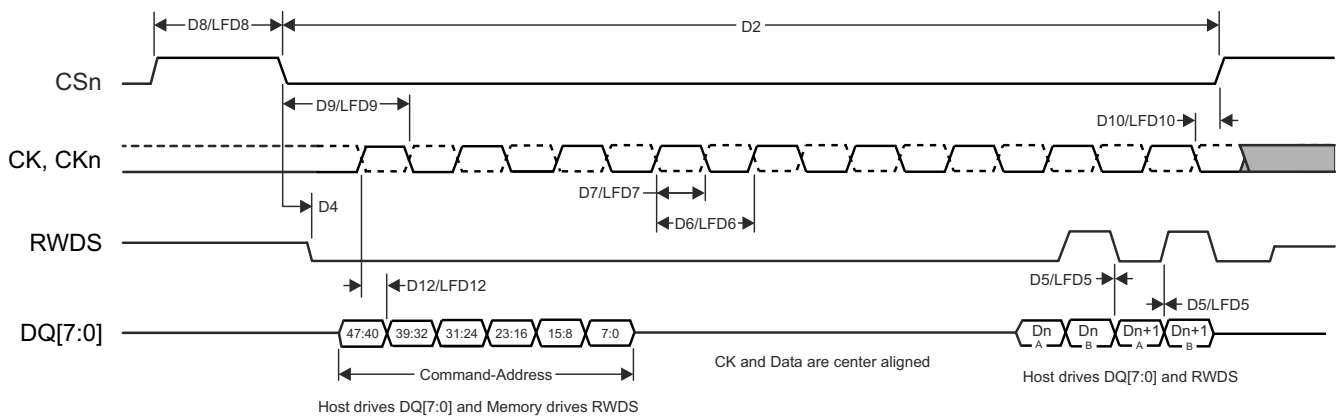 D8/LFD8
D2
CSn
D9/LFD9
D10/LFD10
CK, CKn
D7/LFD7
D4
D6/LFD6
RWDS
D12/LFD12
D5/LFD5
D5/LFD5
DQ[7:0]
47:40 39:32 31:24 23:16 15:8 7:0
Dn A Dn B Dn+1 A Dn+1 B
CK and Data are center aligned
Command-Address
Host drives DQ[7:0] and RWDS
Host drives DQ[7:0] and Memory drives RWDS